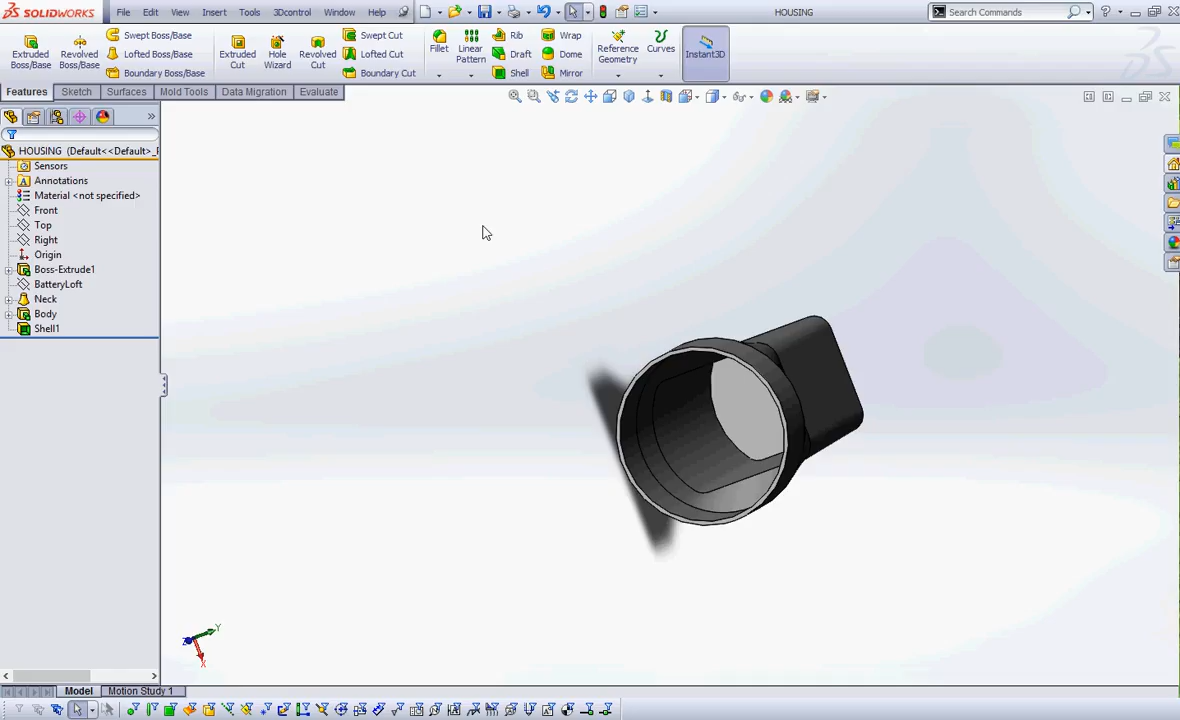 SOLIDWORKS File Edit View Insert Tools 3Dcontrol Window Help HOUSING Search Commands
Extruded Boss/Base
Revolved Boss/Base
Swept Boss/Base
Lofted Boss/Base
Boundary Boss/Base
Extruded Cut
Hole Wizard
Revolved Cut
Swept Cut
Lofted Cut
Boundary Cut
Fillet
Linear Pattern
Rib
Draft
Shell
Wrap
Dome
Mirror
Reference Geometry
Curves
Instant3D
Features Sketch Surfaces Mold Tools Data Migration Evaluate
HOUSING (Default<<Default>_
Sensors
Annotations
Material <not specified>
Front
Top
Right
Origin
Boss-Extrude1
BatteryLoft
Neck
Body
Shell1
Y
Z
X
Model Motion Study 1